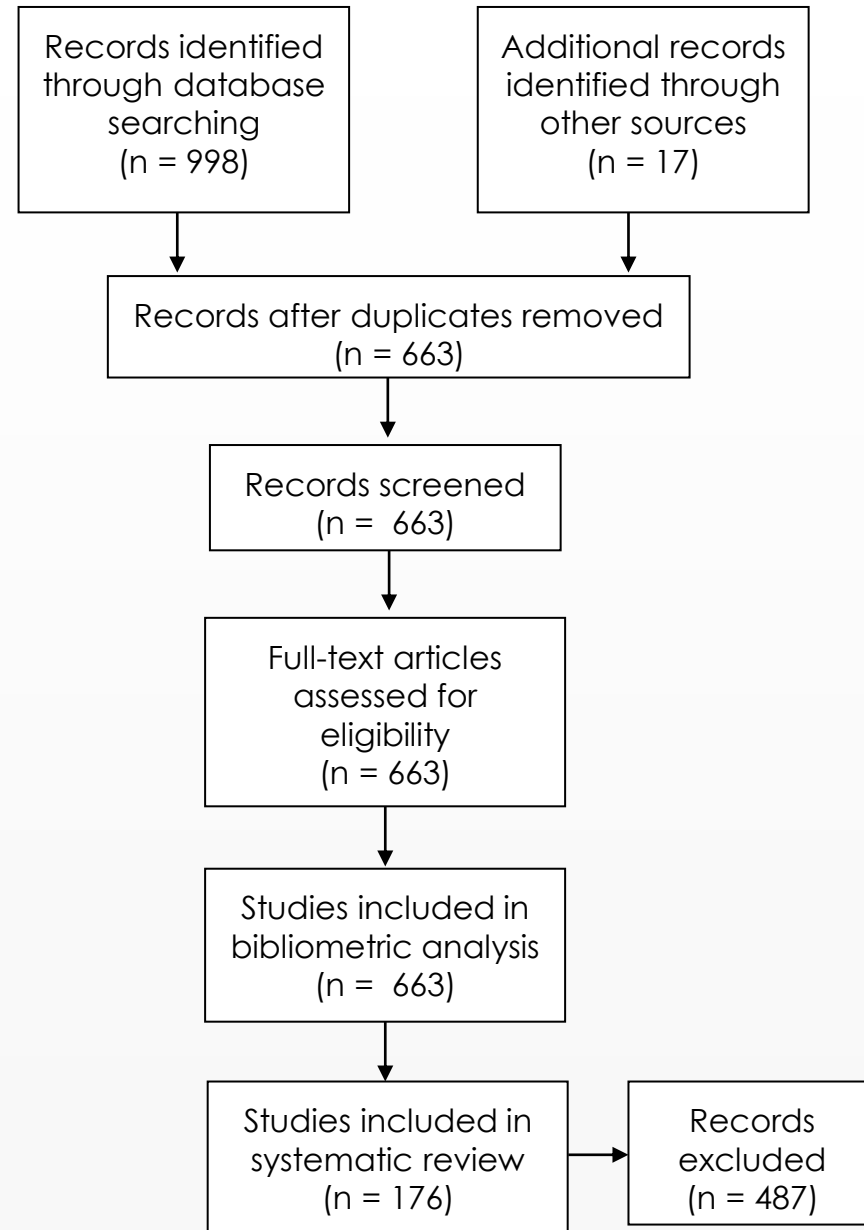 Records identified
through database
searching
(n = 998)
Additional records
identified through
other sources
(n = 17)
Records after duplicates removed
(n = 663)
Records screened
(n =  663)
Full-text articles
assessed for
eligibility
(n = 663)
Studies included in
bibliometric analysis
(n =  663)
Studies included in
systematic review
(n = 176)
Records
excluded
(n = 487)